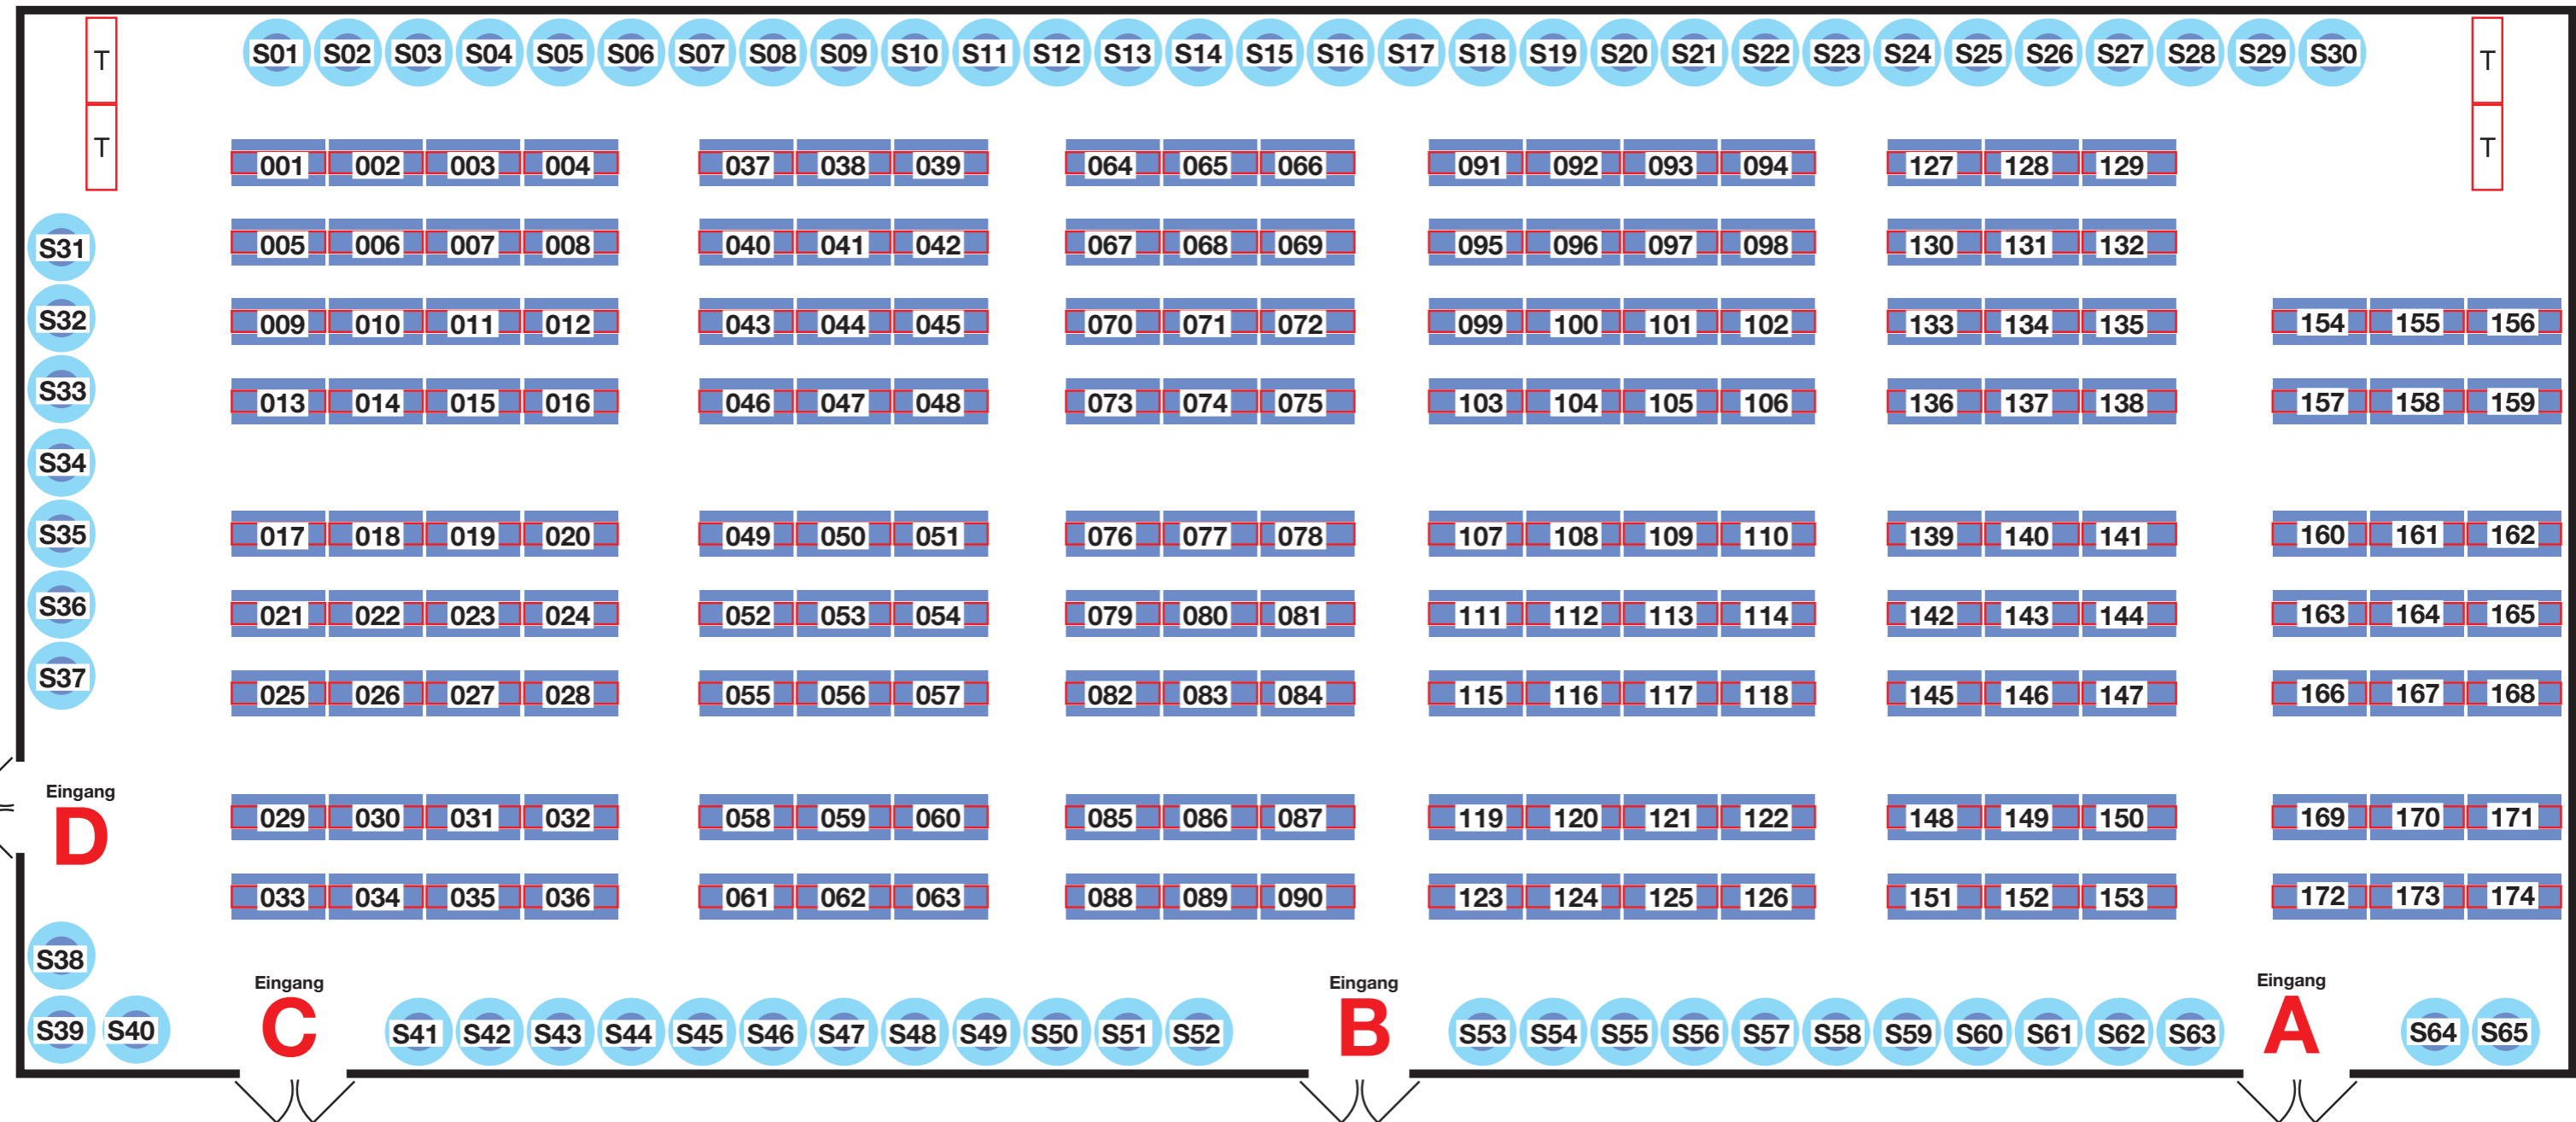 T T
S01 S02 S03 S04 S05 S06 S07 S08 S09 S10 S11 S12 S13 S14 S15 S16 S17 S18 S19 S20 S21 S22 S23 S24 S25 S26 S27 S28 S29 S30
T T
001 002 003 004 037 038 039 064 065 066 091 092 093 094 127 128 129
S31 005 006 007 008 040 041 042 067 068 069 095 096 097 098 130 131 132
S32 009 010 011 012 043 044 045 070 071 072 099 100 101 102 133 134 135 154 155 156
S33 013 014 015 016 046 047 048 073 074 075 103 104 105 106 136 137 138 157 158 159
S34
S35 017 018 019 020 049 050 051 076 077 078 107 108 109 110 139 140 141 160 161 162
S36 021 022 023 024 052 053 054 079 080 081 111 112 113 114 142 143 144 163 164 165
S37 025 026 027 028 055 056 057 082 083 084 115 116 117 118 145 146 147 166 167 168
Eingang
D
029 030 031 032 058 059 060 085 086 087 119 120 121 122 148 149 150 169 170 171
033 034 035 036 061 062 063 088 089 090 123 124 125 126 151 152 153 172 173 174
S38
S39 S40
Eingang
C
S41 S42 S43 S44 S45 S46 S47 S48 S49 S50 S51 S52
Eingang
B
S53 S54 S55 S56 S57 S58 S59 S60 S61 S62 S63
Eingang
A
S64 S65